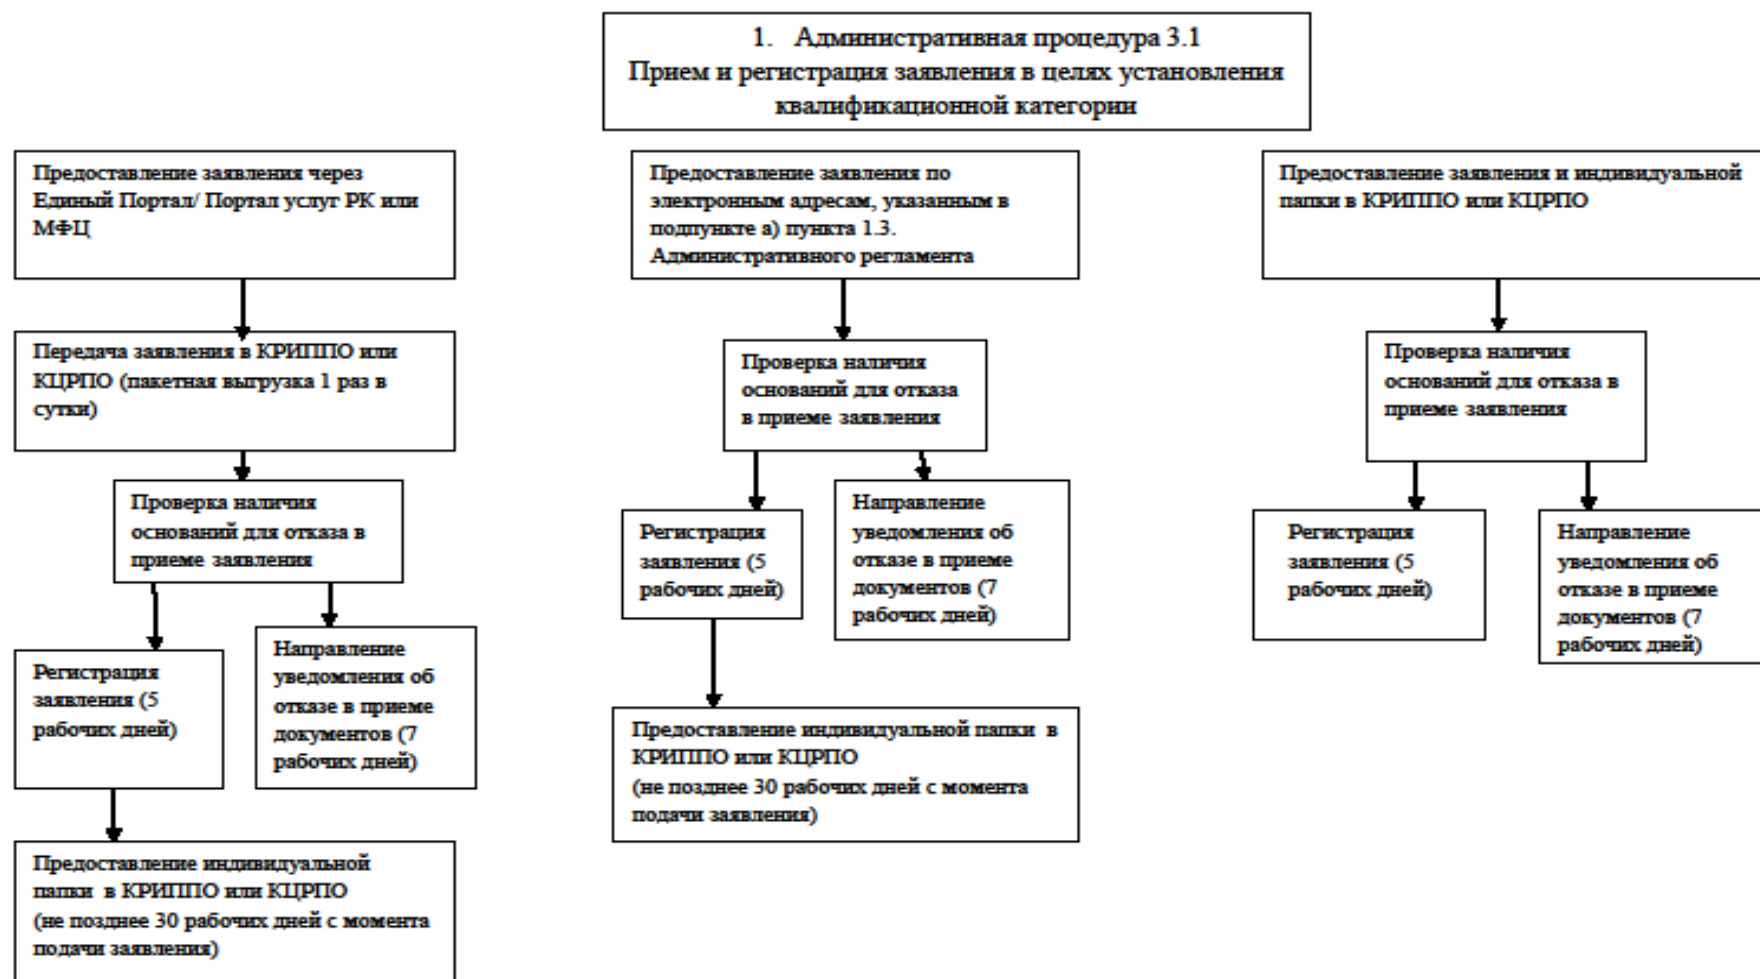 1. Административная процедура 3.1
Прием и регистрация заявления в целях установления
квалификационной категории
Предоставление заявления через
Единый Портал/ Портал услуг РК или
МФЦ
Передача заявления в КРИППО или
КЦРПО (пакетная выгрузка 1 раз в
сутки)
Проверка наличия
оснований для отказа в
приеме заявления
Регистрация
заявления (5
рабочих дней)
Направление
уведомления об
отказе в приеме
документов (7
рабочих дней)
Предоставление индивидуальной
папки в КРИППО или КЦРПО
(не позднее 30 рабочих дней с момента
подачи заявления)
Предоставление заявления по
электронным адресам, указанным в
подпункте а) пункта 1.3.
Административного регламента
Проверка наличия
оснований для отказа
в приеме заявления
Регистрация
заявления (5
рабочих дней)
Направление
уведомления об
отказе в приеме
документов (7
рабочих дней)
Предоставление индивидуальной папки в
КРИППО или КЦРПО
(не позднее 30 рабочих дней с момента
подачи заявления)
Предоставление заявления и индивидуальной
папки в КРИППО или КЦРПО
Проверка наличия
оснований для отказа в
приеме заявления
Регистрация
заявления (5
рабочих дней)
Направление
уведомления об
отказе в приеме
документов (7
рабочих дней)